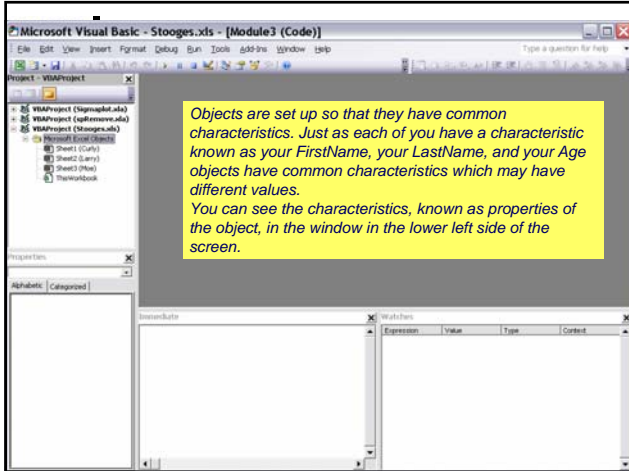 Microsoft Visual Basic - Stooges.xls - [Module3 (Code)]
File Edit View Insert Format Debug Run Tools Add-Ins Window Help
Type a question for help
Project - VBAProject
VBAProject (Sigmaplot.xla)
VBAProject (spRemove.xla)
VBAProject (Stooges.xls)
Microsoft Excel Objects
Sheet1 (Curly)
Sheet2 (Larry)
Sheet3 (Moe)
ThisWorkbook
Objects are set up so that they have common
characteristics. Just as each of you have a characteristic
known as your FirstName, your LastName, and your Age
objects have common characteristics which may have
different values.
You can see the characteristics, known as properties of
the object, in the window in the lower left side of the
screen.
Properties
Alphabetic Categorized
Immediate
Watches
Expression Value Type Context